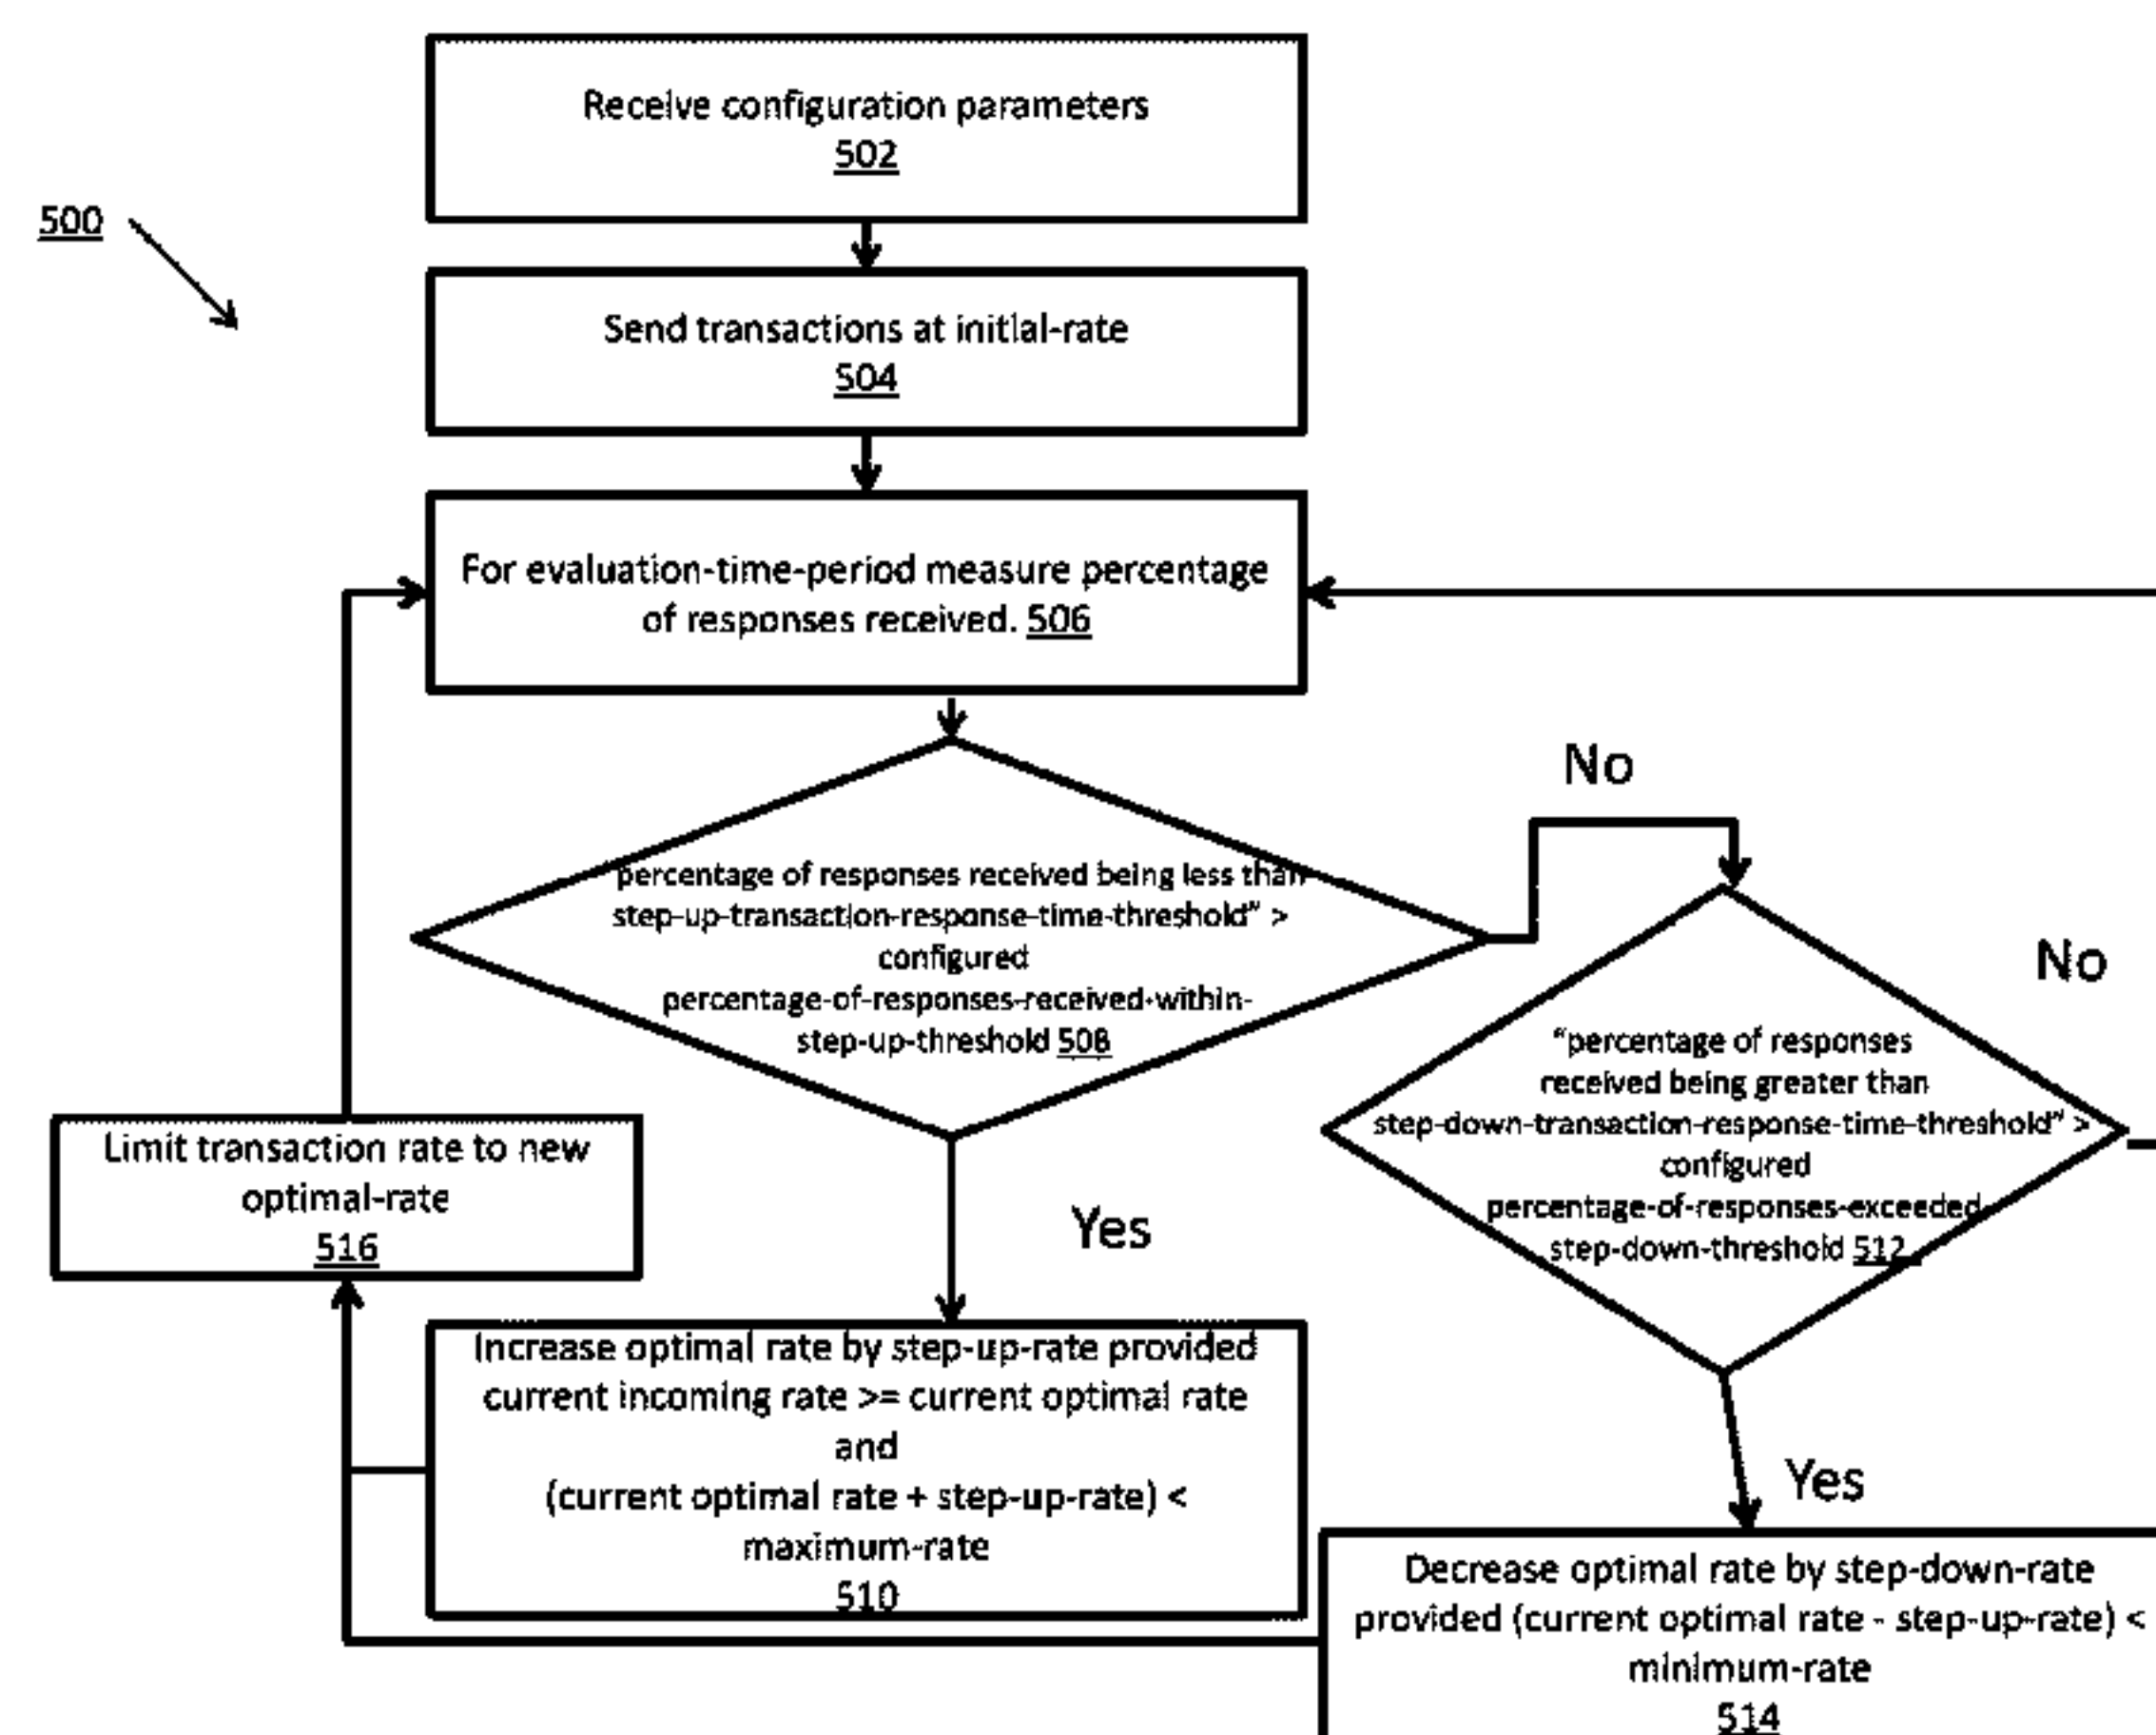 Receive configuration parameters
502
500
Send transactions at initial-rate
504
For evaluation-time-period measure percentage
of responses received. 506
No
percentage of responses received being less than
step-up-transaction-response-time-threshold" >
configured
percentage-of-responses-received-within-
step-up-threshold 508
No
"percentage of responses
received being greater than
step-down-transaction-response-time-threshold" >
configured
percentage-of-responses-exceeded
step-down-threshold 512
Limit transaction rate to new
optimal-rate
516
Yes
Increase optimal rate by step-up-rate provided
current incoming rate >= current optimal rate
and
(current optimal rate + step-up-rate) <
maximum-rate
510
Yes
Decrease optimal rate by step-down-rate
provided (current optimal rate - step-up-rate) <
minimum-rate
514